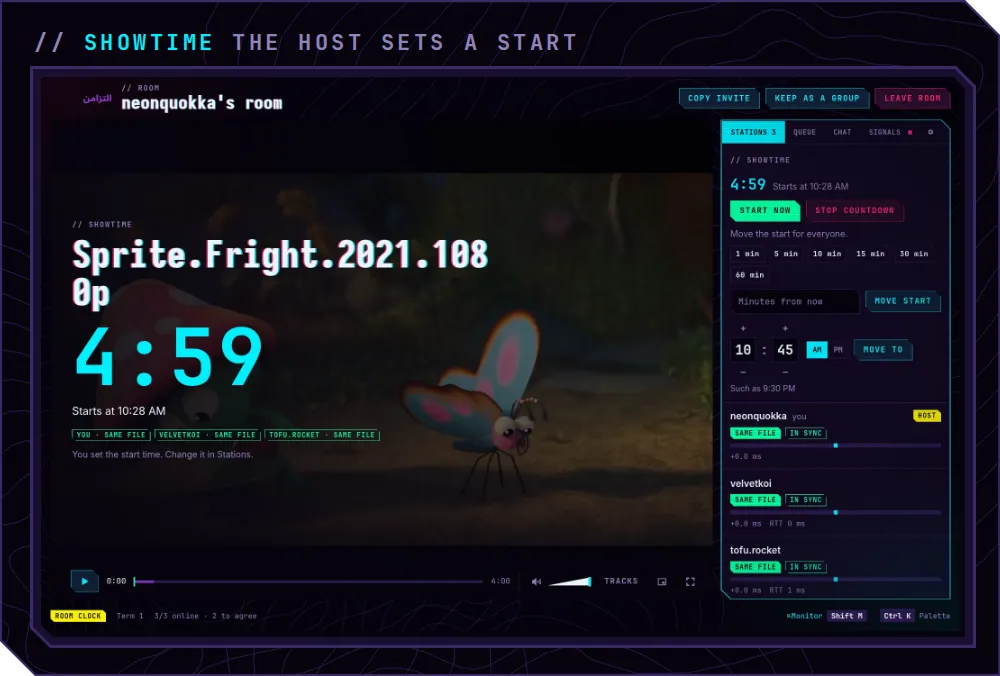 // SHOWTIME THE HOST SETS A START
التزامن
// ROOM
neonquokka's room
COPY INVITE
KEEP AS A GROUP
LEAVE ROOM
// SHOWTIME
Sprite.Fright.2021.108
0p
4:59
Starts at 10:28 AM
YOU · SAME FILE
VELVETKOI · SAME FILE
TOFU.ROCKET · SAME FILE
You set the start time. Change it in Stations.
0:00
4:00
TRACKS
STATIONS 3
QUEUE
CHAT
SIGNALS
// SHOWTIME
4:59 Starts at 10:28 AM
START NOW
STOP COUNTDOWN
Move the start for everyone.
1 min
5 min
10 min
15 min
30 min
60 min
Minutes from now
MOVE START
+ +
10 : 45
AM PM
MOVE TO
− −
Such as 9:30 PM
neonquokka you
HOST
SAME FILE
IN SYNC
+0.0 ms
velvetkoi
SAME FILE
IN SYNC
+0.0 ms RTT 0 ms
tofu.rocket
SAME FILE
IN SYNC
+0.0 ms RTT 1 ms
ROOM CLOCK
Term 1 3/3 online · 2 to agree
Monitor
Shift M
Ctrl K
Palette